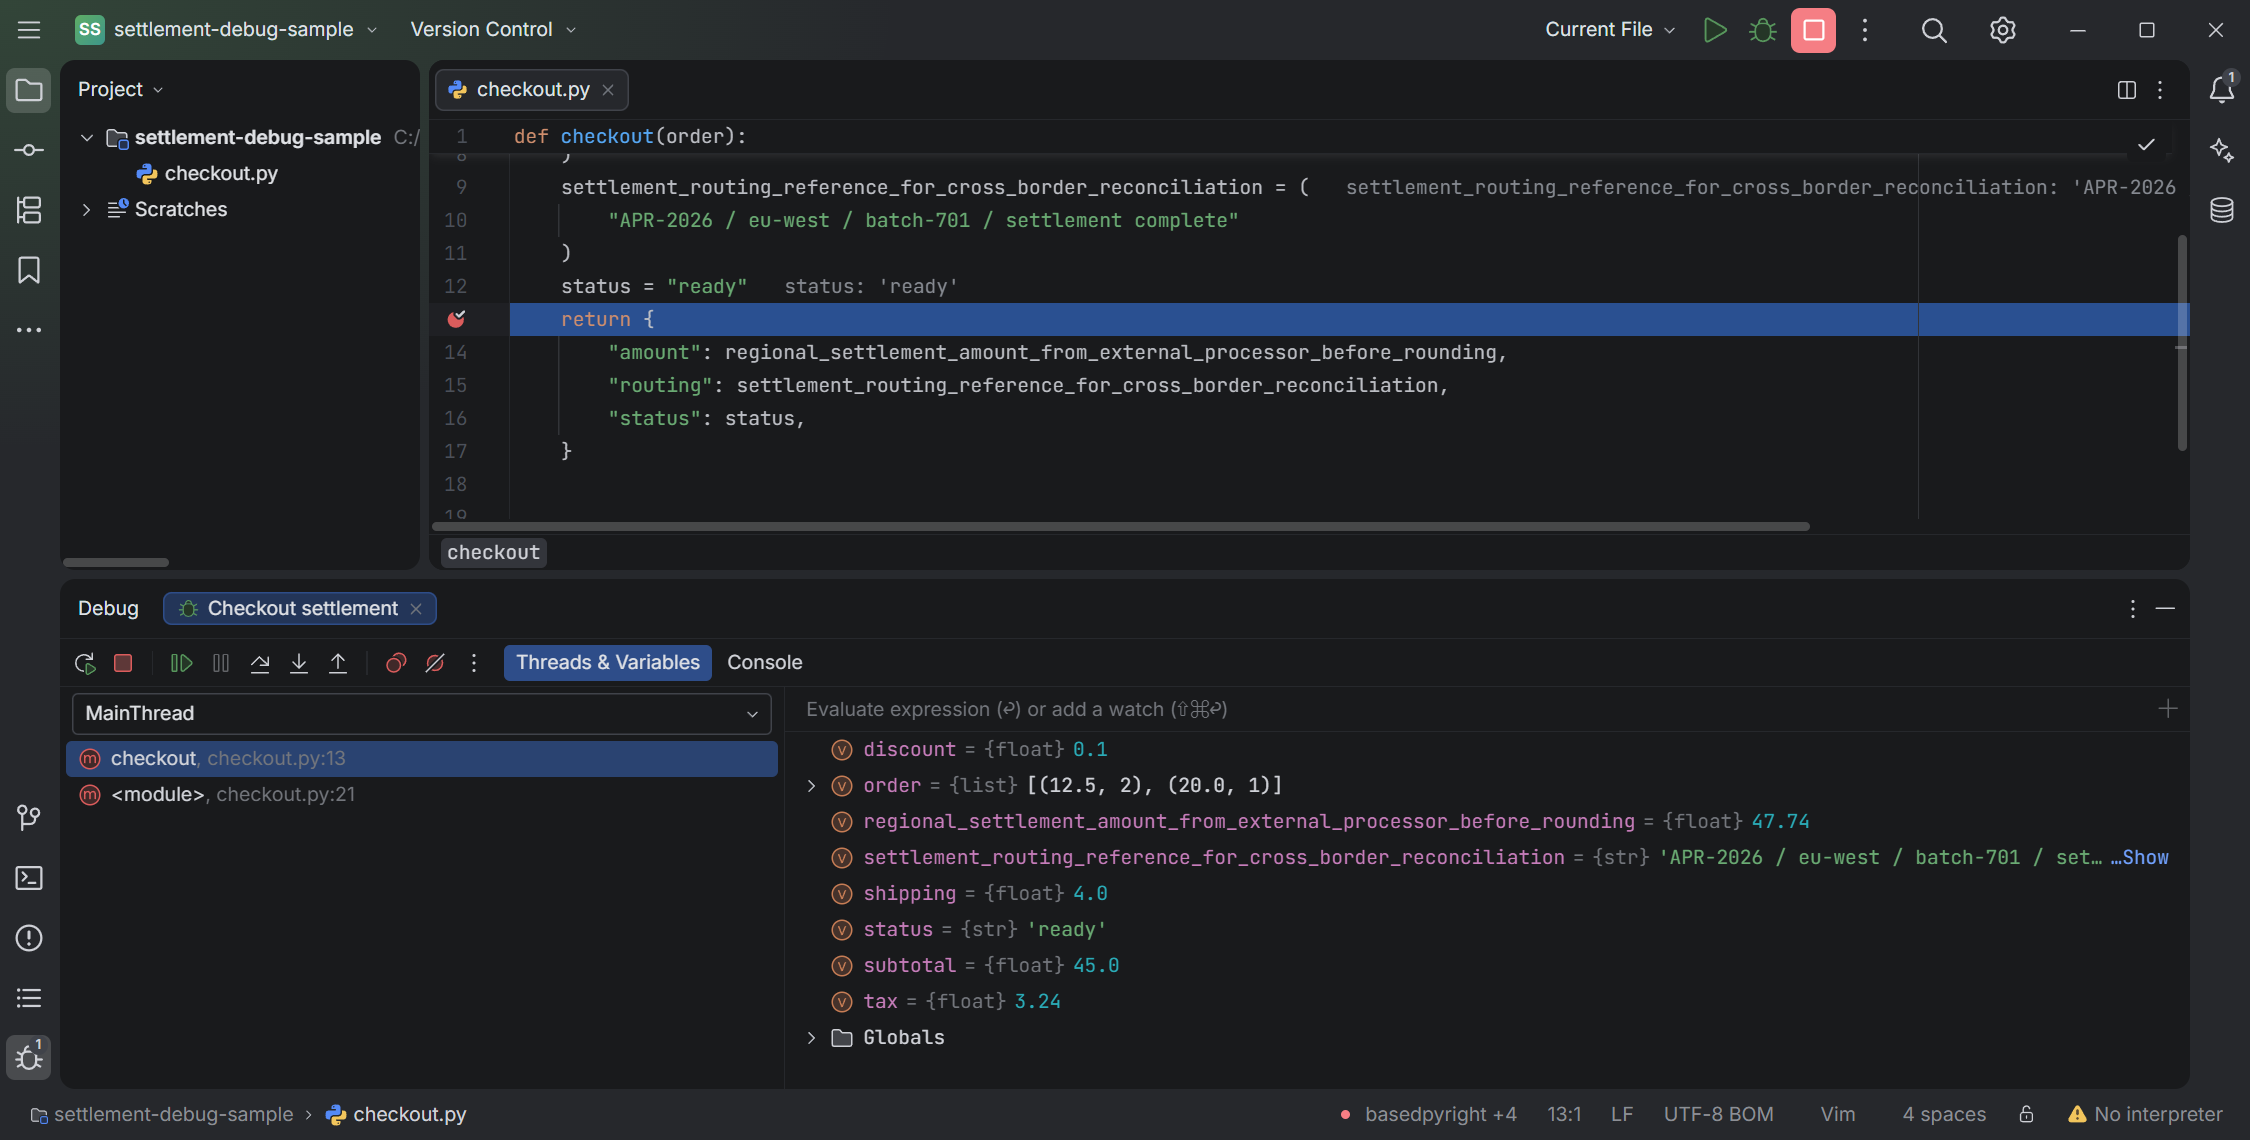 SS settlement-debug-sample Version Control Current File
Project
checkout.py
settlement-debug-sample C:/
checkout.py
Scratches
1 def checkout(order):
8 )
9 settlement_routing_reference_for_cross_border_reconciliation = ( settlement_routing_reference_for_cross_border_reconciliation: 'APR-2026
10 "APR-2026 / eu-west / batch-701 / settlement complete"
11 )
12 status = "ready" status: 'ready'
return {
14 "amount": regional_settlement_amount_from_external_processor_before_rounding,
15 "routing": settlement_routing_reference_for_cross_border_reconciliation,
16 "status": status,
17 }
18
19
checkout
1
Debug Checkout settlement
Threads & Variables Console
MainThread
checkout, checkout.py:13
<module>, checkout.py:21
Evaluate expression (⏎) or add a watch (⇧⌘⏎)
discount = {float} 0.1
order = {list} [(12.5, 2), (20.0, 1)]
regional_settlement_amount_from_external_processor_before_rounding = {float} 47.74
settlement_routing_reference_for_cross_border_reconciliation = {str} 'APR-2026 / eu-west / batch-701 / set… …Show
shipping = {float} 4.0
status = {str} 'ready'
subtotal = {float} 45.0
tax = {float} 3.24
Globals
1
settlement-debug-sample › checkout.py
basedpyright +4 13:1 LF UTF-8 BOM Vim 4 spaces No interpreter